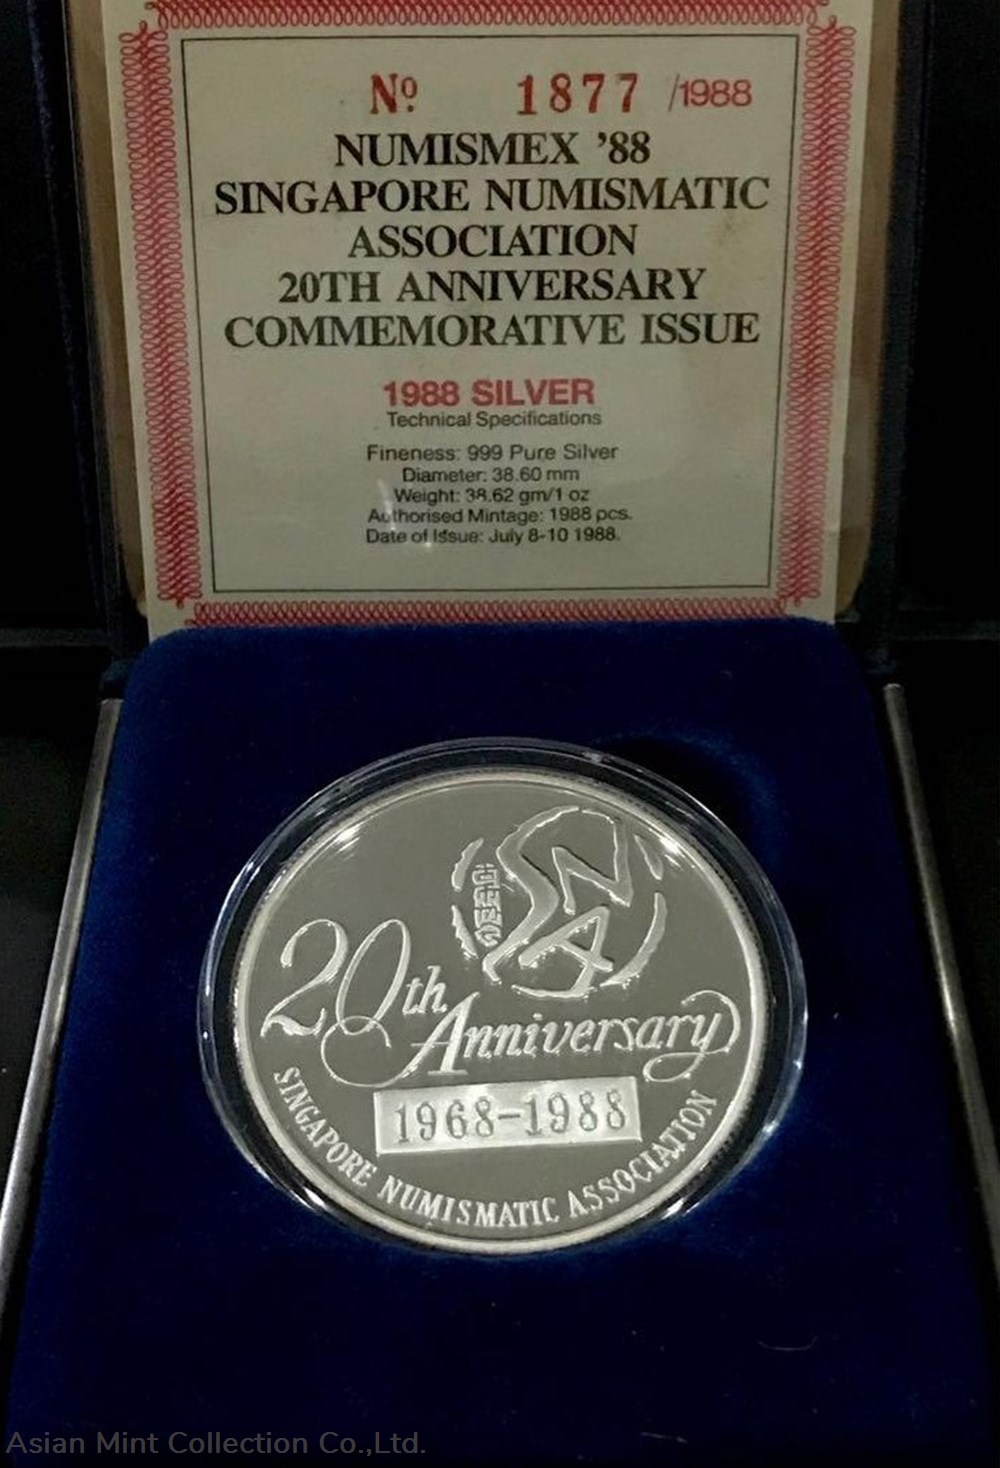 Nº 1877 /1988
NUMISMEX '88
SINGAPORE NUMISMATIC
ASSOCIATION
20TH ANNIVERSARY
COMMEMORATIVE ISSUE
1988 SILVER
Technical Specifications
Fineness: 999 Pure Silver
Diameter: 38.60 mm
Weight: 38.62 gm/1 oz
Authorised Mintage: 1988 pcs.
Date of Issue: July 8-10 1988.
SNA
20th Anniversary
1968-1988
SINGAPORE NUMISMATIC ASSOCIATION
Asian Mint Collection Co.,Ltd.